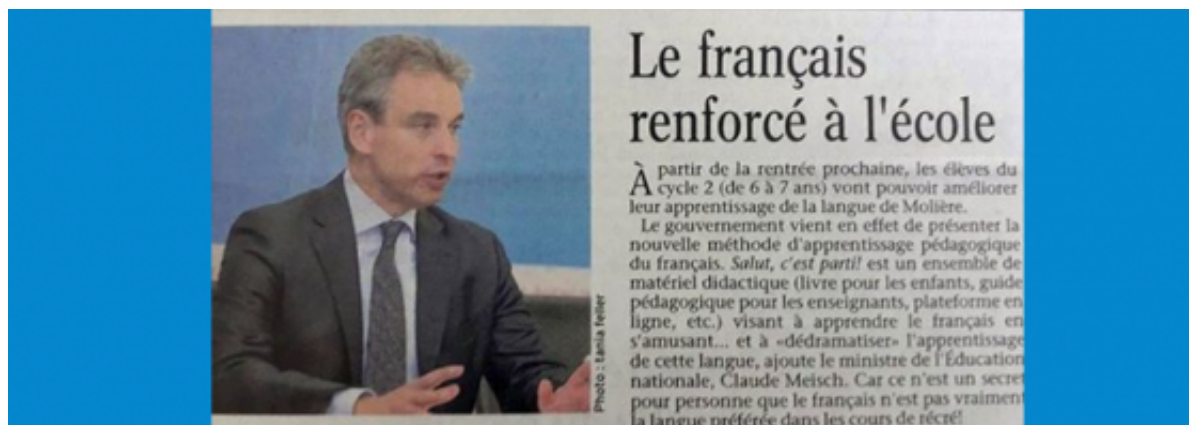 Le français
renforcé à l'école
À partir de la rentrée prochaine, les élèves du
cycle 2 (de 6 à 7 ans) vont pouvoir améliorer
leur apprentissage de la langue de Molière.
Le gouvernement vient en effet de présenter la
nouvelle méthode d'apprentissage pédagogique
du français. Salut, c'est parti! est un ensemble de
matériel didactique (livre pour les enfants, guide
pédagogique pour les enseignants, plateforme en
ligne, etc.) visant à apprendre le français en
s'amusant... et à «dédramatiser» l'apprentissage
de cette langue, ajoute le ministre de l'Éducation
nationale, Claude Meisch. Car ce n'est un secret
pour personne que le français n'est pas vraiment
la langue préférée dans les cours de récré!
Photo : tania feller